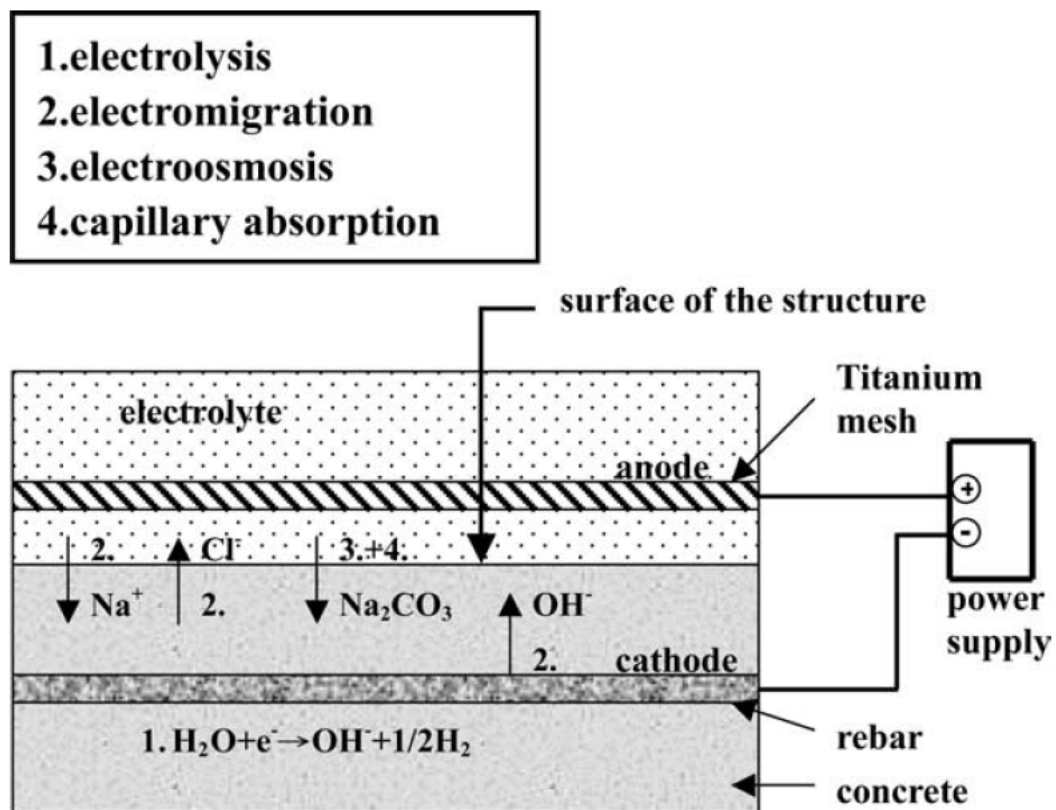 1.electrolysis
2.electromigration
3.electroosmosis
4.capillary absorption
surface of the structure
electrolyte
Titanium
mesh
anode
+
-
2.
Cl⁻
3.+4.
Na⁺
2.
Na₂CO₃
OH⁻
power
supply
2.
cathode
1. H₂O+e⁻→OH⁻+1/2H₂
rebar
concrete